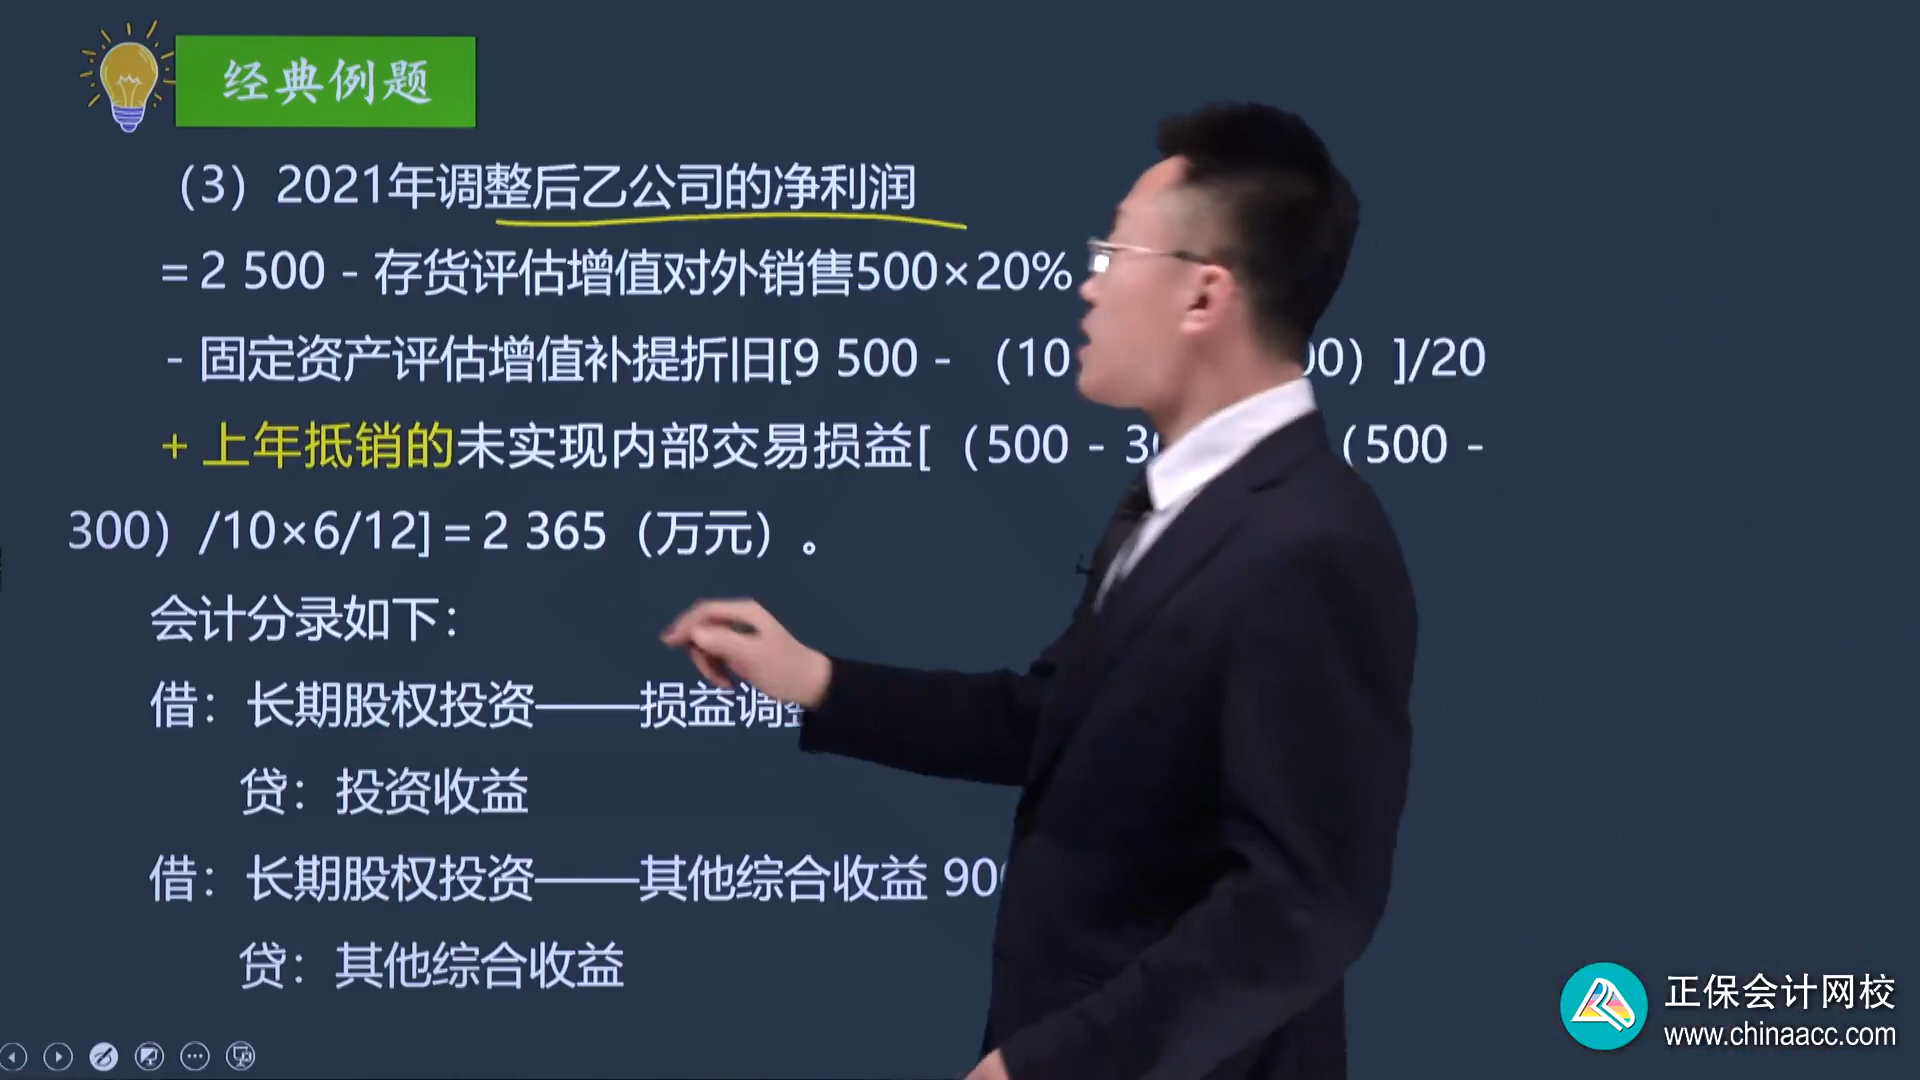 经典例题
（3）2021年调整后乙公司的净利润
＝2 500－存货评估增值对外销售500×20%
－固定资产评估增值补提折旧[9 500－（10 00）]/20
＋上年抵销的未实现内部交易损益[（500－30 （500－
300）/10×6/12]＝2 365（万元）。
会计分录如下：
借：长期股权投资——损益调整
贷：投资收益
借：长期股权投资——其他综合收益 900
贷：其他综合收益
正保会计网校
www.chinaacc.com